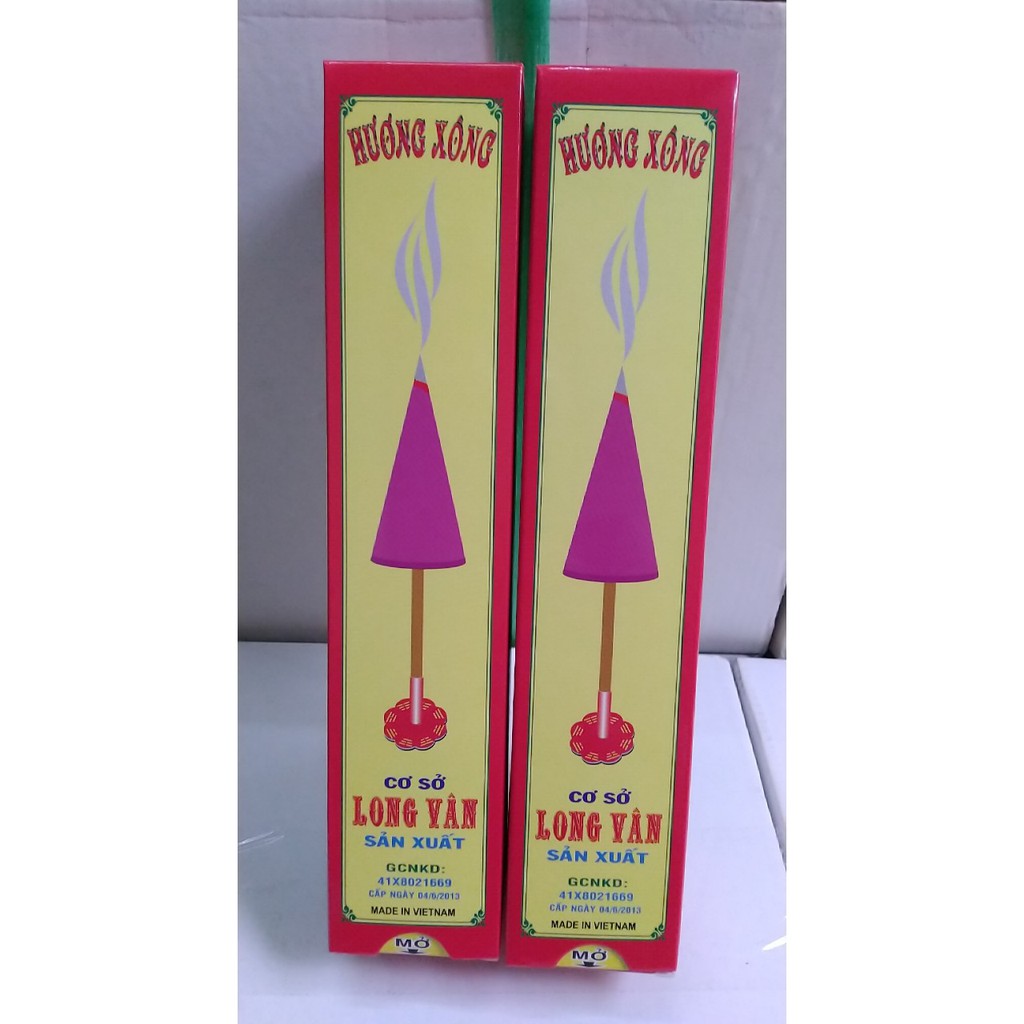 HƯƠNG XÔNG
CƠ SỞ
LONG VÂN
SẢN XUẤT
GCNKD:
41X8021669
CẤP NGÀY 04/6/2013
MADE IN VIETNAM
MỞ
HƯƠNG XÔNG
CƠ SỞ
LONG VÂN
SẢN XUẤT
GCNKD:
41X8021669
CẤP NGÀY 04/6/2013
MADE IN VIETNAM
MỞ